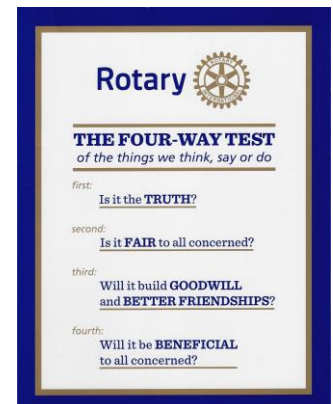 Rotary
ROTARY
INTERNATIONAL
THE FOUR-WAY TEST
of the things we think, say or do
first:
Is it the TRUTH?
second:
Is it FAIR to all concerned?
third:
Will it build GOODWILL
and BETTER FRIENDSHIPS?
fourth:
Will it be BENEFICIAL
to all concerned?